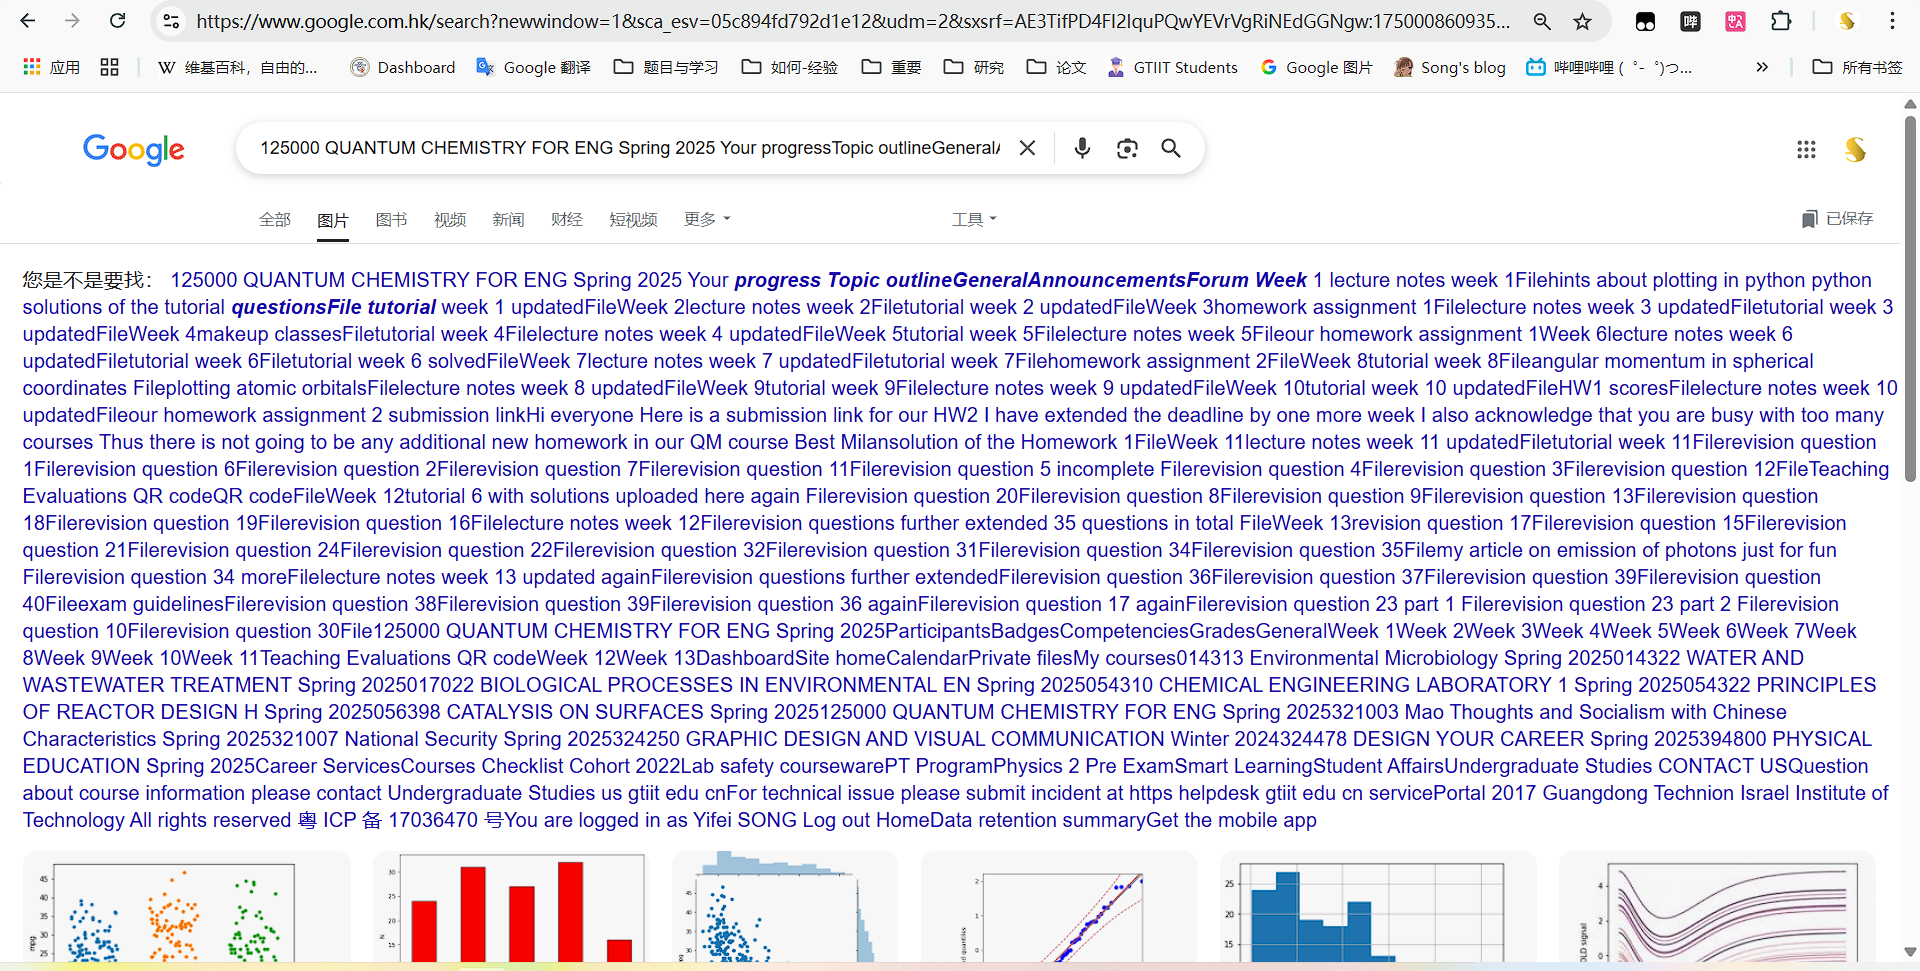 https://www.google.com.hk/search?newwindow=1&sca_esv=05c894fd792d1e12&udm=2&sxsrf=AE3TifPD4FI2IquPQwYEVrVgRiNEdGGNgw:175000860935...
应用
维基百科，自由的...
Dashboard
Google 翻译
题目与学习
如何-经验
重要
研究
论文
GTIIT Students
Google 图片
Song's blog
哔哩哔哩 ( ゜- ゜)つ...
所有书签
Google
125000 QUANTUM CHEMISTRY FOR ENG Spring 2025 Your progressTopic outlineGeneralA
全部 图片 图书 视频 新闻 财经 短视频 更多 工具 已保存
您是不是要找： 125000 QUANTUM CHEMISTRY FOR ENG Spring 2025 Your progress Topic outlineGeneralAnnouncementsForum Week 1 lecture notes week 1Filehints about plotting in python python
solutions of the tutorial questionsFile tutorial week 1 updatedFileWeek 2lecture notes week 2Filetutorial week 2 updatedFileWeek 3homework assignment 1Filelecture notes week 3 updatedFiletutorial week 3
updatedFileWeek 4makeup classesFiletutorial week 4Filelecture notes week 4 updatedFileWeek 5tutorial week 5Filelecture notes week 5Fileour homework assignment 1Week 6lecture notes week 6
updatedFiletutorial week 6Filetutorial week 6 solvedFileWeek 7lecture notes week 7 updatedFiletutorial week 7Filehomework assignment 2FileWeek 8tutorial week 8Fileangular momentum in spherical
coordinates Fileplotting atomic orbitalsFilelecture notes week 8 updatedFileWeek 9tutorial week 9Filelecture notes week 9 updatedFileWeek 10tutorial week 10 updatedFileHW1 scoresFilelecture notes week 10
updatedFileour homework assignment 2 submission linkHi everyone Here is a submission link for our HW2 I have extended the deadline by one more week I also acknowledge that you are busy with too many
courses Thus there is not going to be any additional new homework in our QM course Best Milansolution of the Homework 1FileWeek 11lecture notes week 11 updatedFiletutorial week 11Filerevision question
1Filerevision question 6Filerevision question 2Filerevision question 7Filerevision question 11Filerevision question 5 incomplete Filerevision question 4Filerevision question 3Filerevision question 12FileTeaching
Evaluations QR codeQR codeFileWeek 12tutorial 6 with solutions uploaded here again Filerevision question 20Filerevision question 8Filerevision question 9Filerevision question 13Filerevision question
18Filerevision question 19Filerevision question 16Filelecture notes week 12Filerevision questions further extended 35 questions in total FileWeek 13revision question 17Filerevision question 15Filerevision
question 21Filerevision question 24Filerevision question 22Filerevision question 32Filerevision question 31Filerevision question 34Filerevision question 35Filemy article on emission of photons just for fun
Filerevision question 34 moreFilelecture notes week 13 updated againFilerevision questions further extendedFilerevision question 36Filerevision question 37Filerevision question 39Filerevision question
40Fileexam guidelinesFilerevision question 38Filerevision question 39Filerevision question 36 againFilerevision question 17 againFilerevision question 23 part 1 Filerevision question 23 part 2 Filerevision
question 10Filerevision question 30File125000 QUANTUM CHEMISTRY FOR ENG Spring 2025ParticipantsBadgesCompetenciesGradesGeneralWeek 1Week 2Week 3Week 4Week 5Week 6Week 7Week
8Week 9Week 10Week 11Teaching Evaluations QR codeWeek 12Week 13DashboardSite homeCalendarPrivate filesMy courses014313 Environmental Microbiology Spring 2025014322 WATER AND
WASTEWATER TREATMENT Spring 2025017022 BIOLOGICAL PROCESSES IN ENVIRONMENTAL EN Spring 2025054310 CHEMICAL ENGINEERING LABORATORY 1 Spring 2025054322 PRINCIPLES
OF REACTOR DESIGN H Spring 2025056398 CATALYSIS ON SURFACES Spring 2025125000 QUANTUM CHEMISTRY FOR ENG Spring 2025321003 Mao Thoughts and Socialism with Chinese
Characteristics Spring 2025321007 National Security Spring 2025324250 GRAPHIC DESIGN AND VISUAL COMMUNICATION Winter 2024324478 DESIGN YOUR CAREER Spring 2025394800 PHYSICAL
EDUCATION Spring 2025Career ServicesCourses Checklist Cohort 2022Lab safety coursewarePT ProgramPhysics 2 Pre ExamSmart LearningStudent AffairsUndergraduate Studies CONTACT USQuestion
about course information please contact Undergraduate Studies us gtiit edu cnFor technical issue please submit incident at https helpdesk gtiit edu cn servicePortal 2017 Guangdong Technion Israel Institute of
Technology All rights reserved 粤 ICP 备 17036470 号You are logged in as Yifei SONG Log out HomeData retention summaryGet the mobile app
45
40
35
30
25
mpg
30
25
20
15
N
45
40
35
30
25
2
1
0
25
20
15
4
2
0